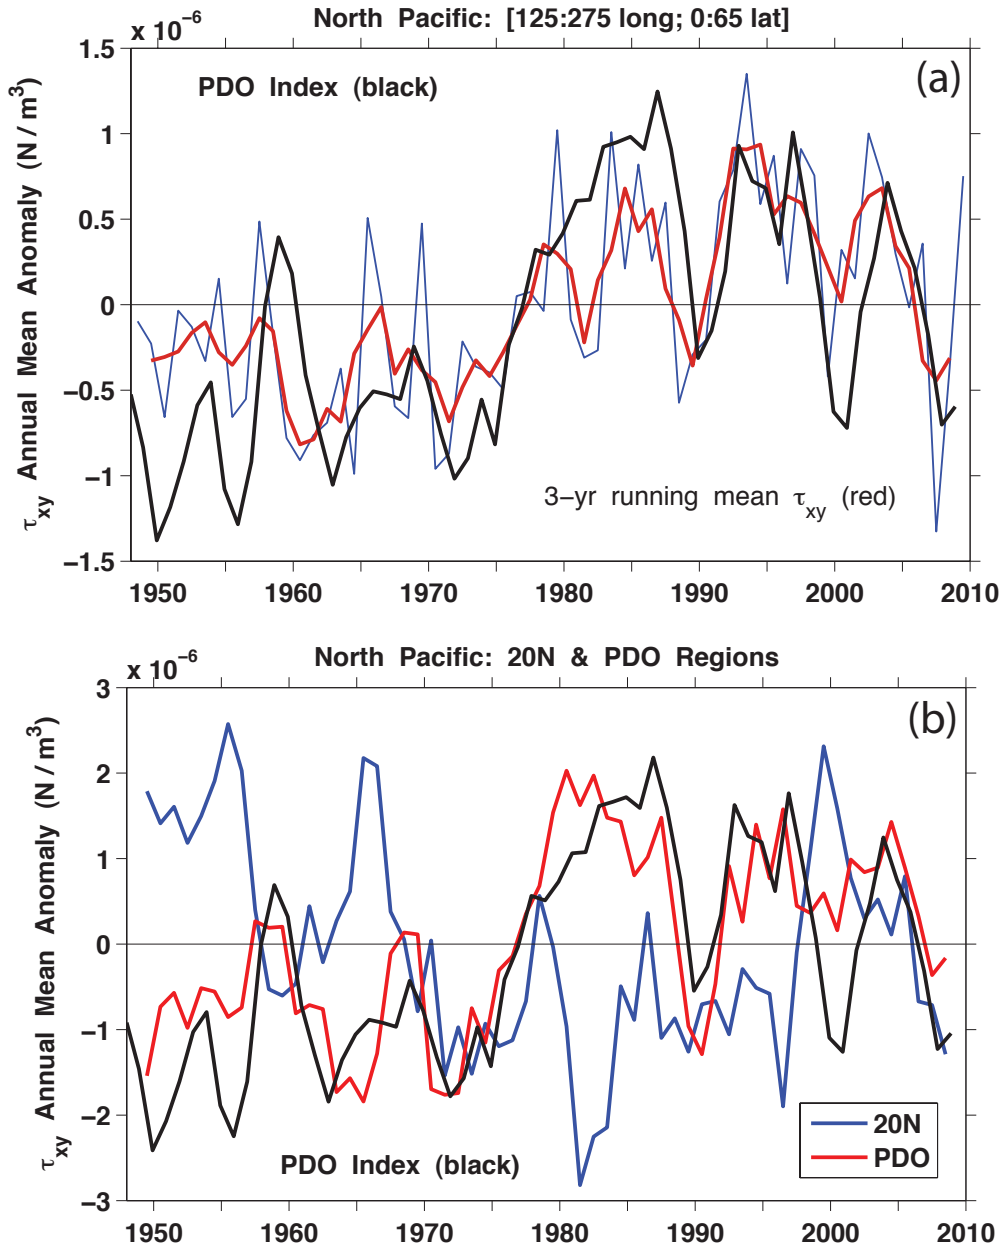 North Pacific: [125:275 long; 0:65 lat]
x 10−6
PDO Index (black)
(a)
τxy Annual Mean Anomaly (N / m3)
1.5
1
0.5
0
−0.5
−1
−1.5
3−yr running mean τxy (red)
1950 1960 1970 1980 1990 2000 2010
North Pacific: 20N & PDO Regions
x 10−6
(b)
τxy Annual Mean Anomaly (N / m3)
3
2
1
0
−1
−2
−3
20N
PDO
PDO Index (black)
1950 1960 1970 1980 1990 2000 2010